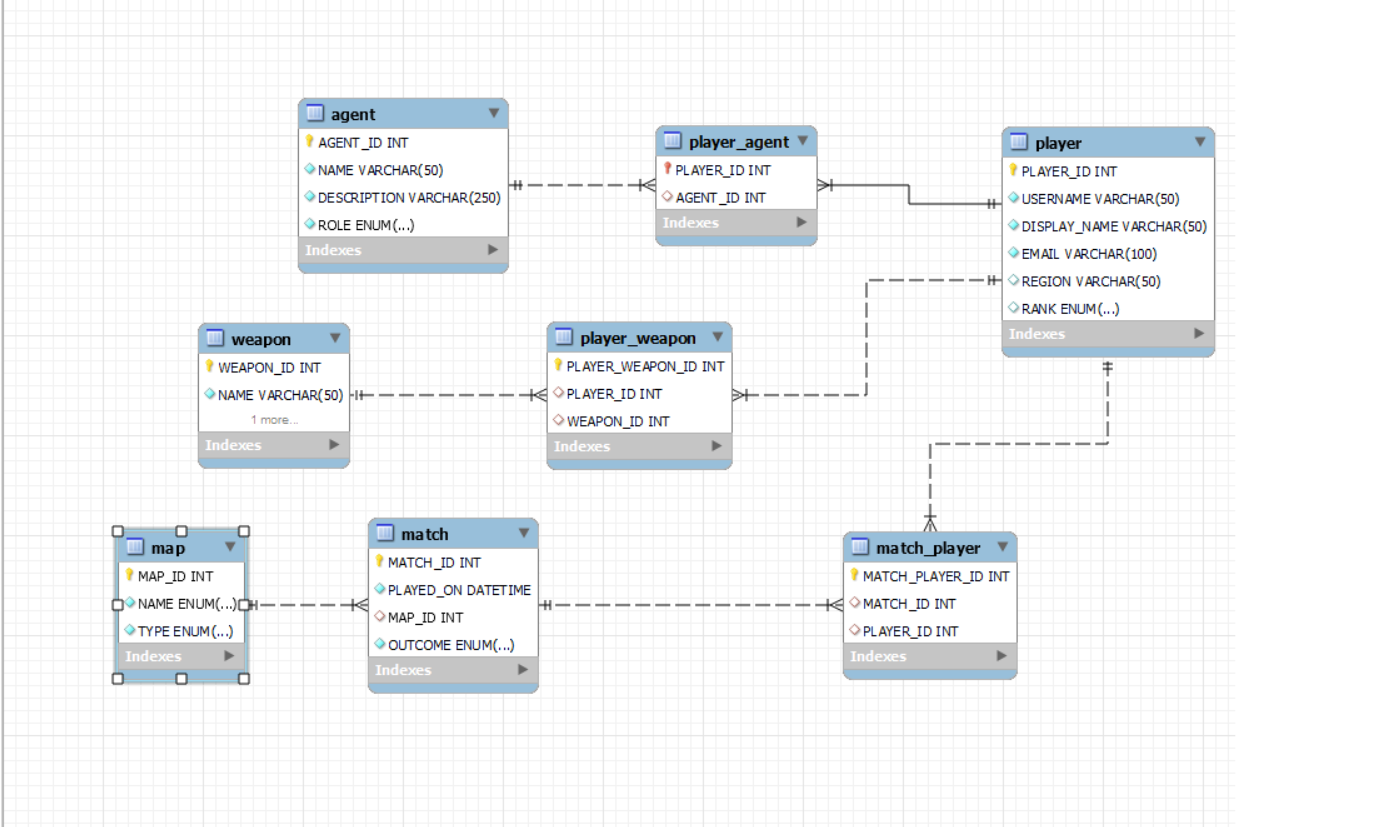 agent
AGENT_ID INT
NAME VARCHAR(50)
DESCRIPTION VARCHAR(250)
ROLE ENUM(...)
Indexes
player_agent
PLAYER_ID INT
AGENT_ID INT
Indexes
player
PLAYER_ID INT
USERNAME VARCHAR(50)
DISPLAY_NAME VARCHAR(50)
EMAIL VARCHAR(100)
REGION VARCHAR(50)
RANK ENUM(...)
Indexes
weapon
WEAPON_ID INT
NAME VARCHAR(50)
1 more...
Indexes
player_weapon
PLAYER_WEAPON_ID INT
PLAYER_ID INT
WEAPON_ID INT
Indexes
map
MAP_ID INT
NAME ENUM(...)
TYPE ENUM(...)
Indexes
match
MATCH_ID INT
PLAYED_ON DATETIME
MAP_ID INT
OUTCOME ENUM(...)
Indexes
match_player
MATCH_PLAYER_ID INT
MATCH_ID INT
PLAYER_ID INT
Indexes